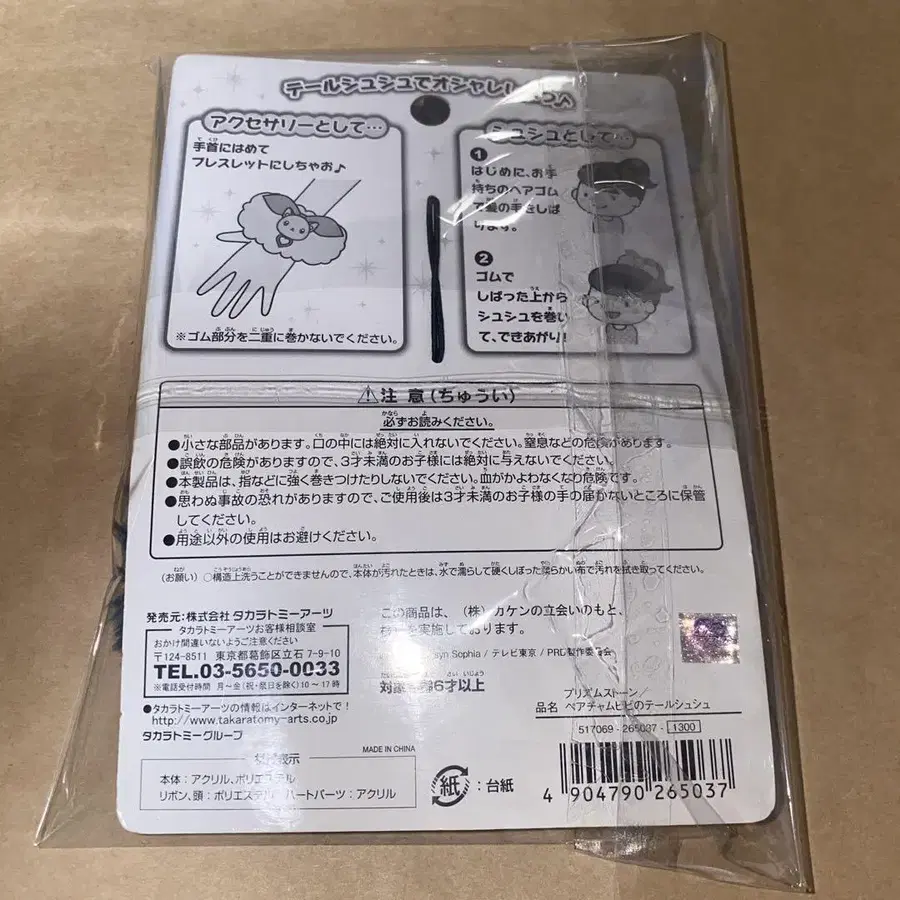 テールシュシュでオシャレ
アクセサリーとして…
手首にはめて
ブレスレットにしちゃお♪
※ゴム部分を二重に巻かないでください。
シュシュとして…
1
はじめに、お手
持ちのヘアゴム
で髪の毛をしば
ります。
2
ゴムで
しばった上から
シュシュを巻い
て、できあがり!
⚠注意(ちゅうい)
必ずお読みください。
●小さな部品があります。口の中には絶対に入れないでください。窒息などの危険があります。
●誤飲の危険がありますので、3才未満のお子様には絶対に与えないでください。
●本製品は、指などに強く巻きつけたりしないでください。血がかよわなくなり危険です。
●思わぬ事故の恐れがありますので、ご使用後は3才未満のお子様の手の届かないところに保管
してください。
●用途以外の使用はお避けください。
(お願い) ○構造上洗うことができませんので、本体が汚れたときは、水で濡らして硬くしぼった柔らかい布で汚れを拭き取ってください。
発売元:株式会社 タカラトミーアーツ
タカラトミーアーツお客様相談室
おかけ間違いないようご注意ください
〒124-8511 東京都葛飾区立石 7-9-10
TEL.03-5650-0033
※電話受付時間 月〜金(祝・祭日を除く)10〜17時
●タカラトミーアーツの情報はインターネットで!
http://www.takaratomy-arts.co.jp
タカラトミーグループ
この商品は、(株)カケンの立会いのもと、
を実施しております。
syn Sophia / テレビ東京 / PRD製作委員会
対象 齢6才以上
プリズムストーン/
品名 ペアチャムヒビのテールシュシュ
517069 - 265037 - 1300
MADE IN CHINA
表示
本体:アクリル、ポリエステル
リボン、頭:ポリエステル ハートパーツ:アクリル
紙 :台紙
4 904790 265037